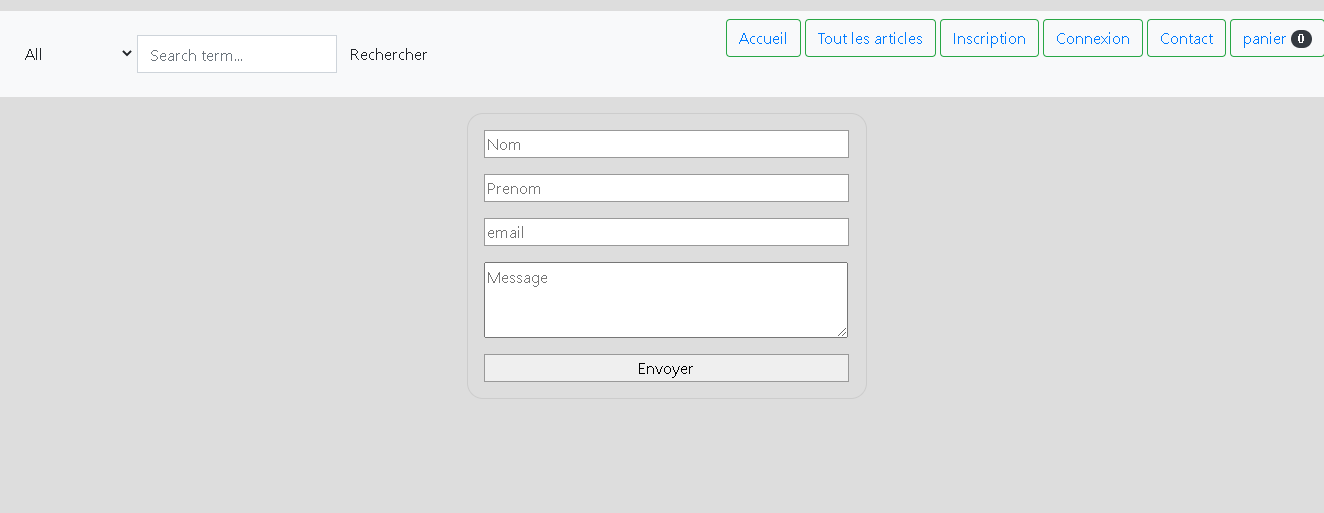 All Search term... Rechercher Accueil Tout les articles Inscription Connexion Contact panier 0
Nom
Prenom
email
Message
Envoyer